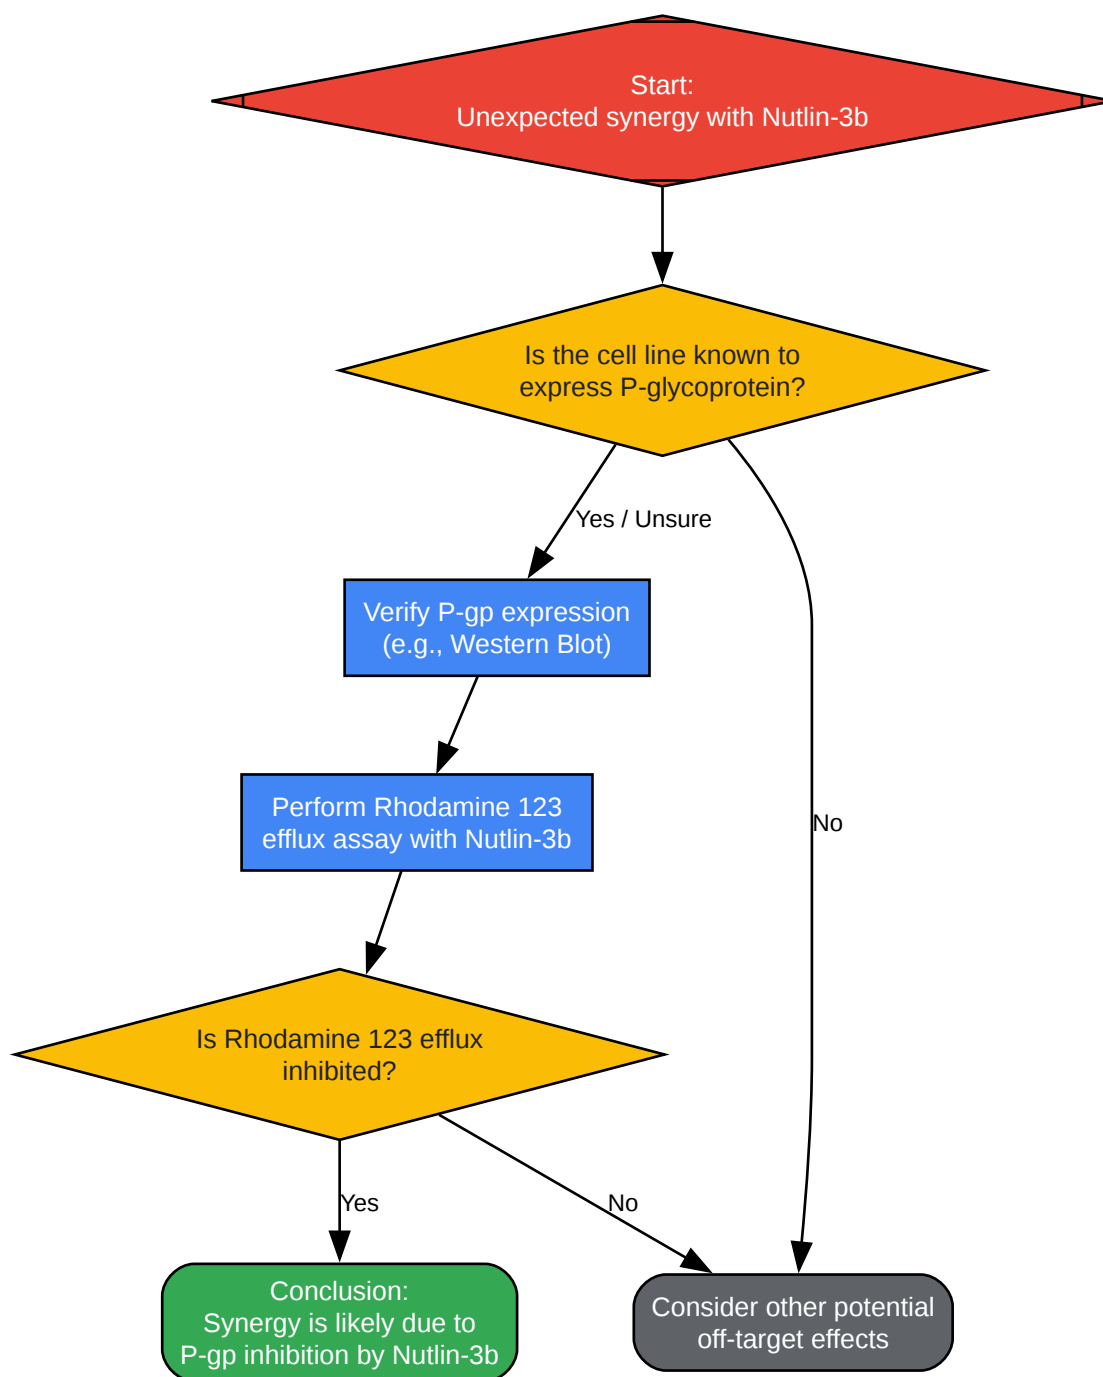 Start:
Unexpected synergy with Nutlin-3b
Is the cell line known to
express P-glycoprotein?
Yes / Unsure
Verify P-gp expression
(e.g., Western Blot)
Perform Rhodamine 123
efflux assay with Nutlin-3b
No
Is Rhodamine 123 efflux
inhibited?
Yes
No
Conclusion:
Synergy is likely due to
P-gp inhibition by Nutlin-3b
Consider other potential
off-target effects